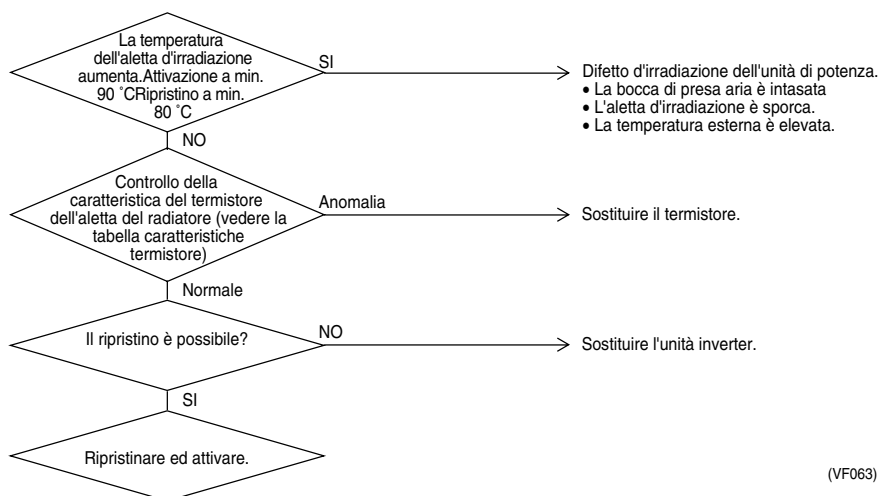 La temperatura
dell'aletta d'irradiazione
aumenta.Attivazione a min.
90 ˚CRipristino a min.
80 ˚C
SI
Difetto d'irradiazione dell'unità di potenza.
• La bocca di presa aria è intasata
• L'aletta d'irradiazione è sporca.
• La temperatura esterna è elevata.
NO
Controllo della
caratteristica del termistore
dell'aletta del radiatore (vedere la
tabella caratteristiche
termistore)
Anomalia
Sostituire il termistore.
Normale
Il ripristino è possibile?
NO
Sostituire l'unità inverter.
SI
Ripristinare ed attivare.
(VF063)